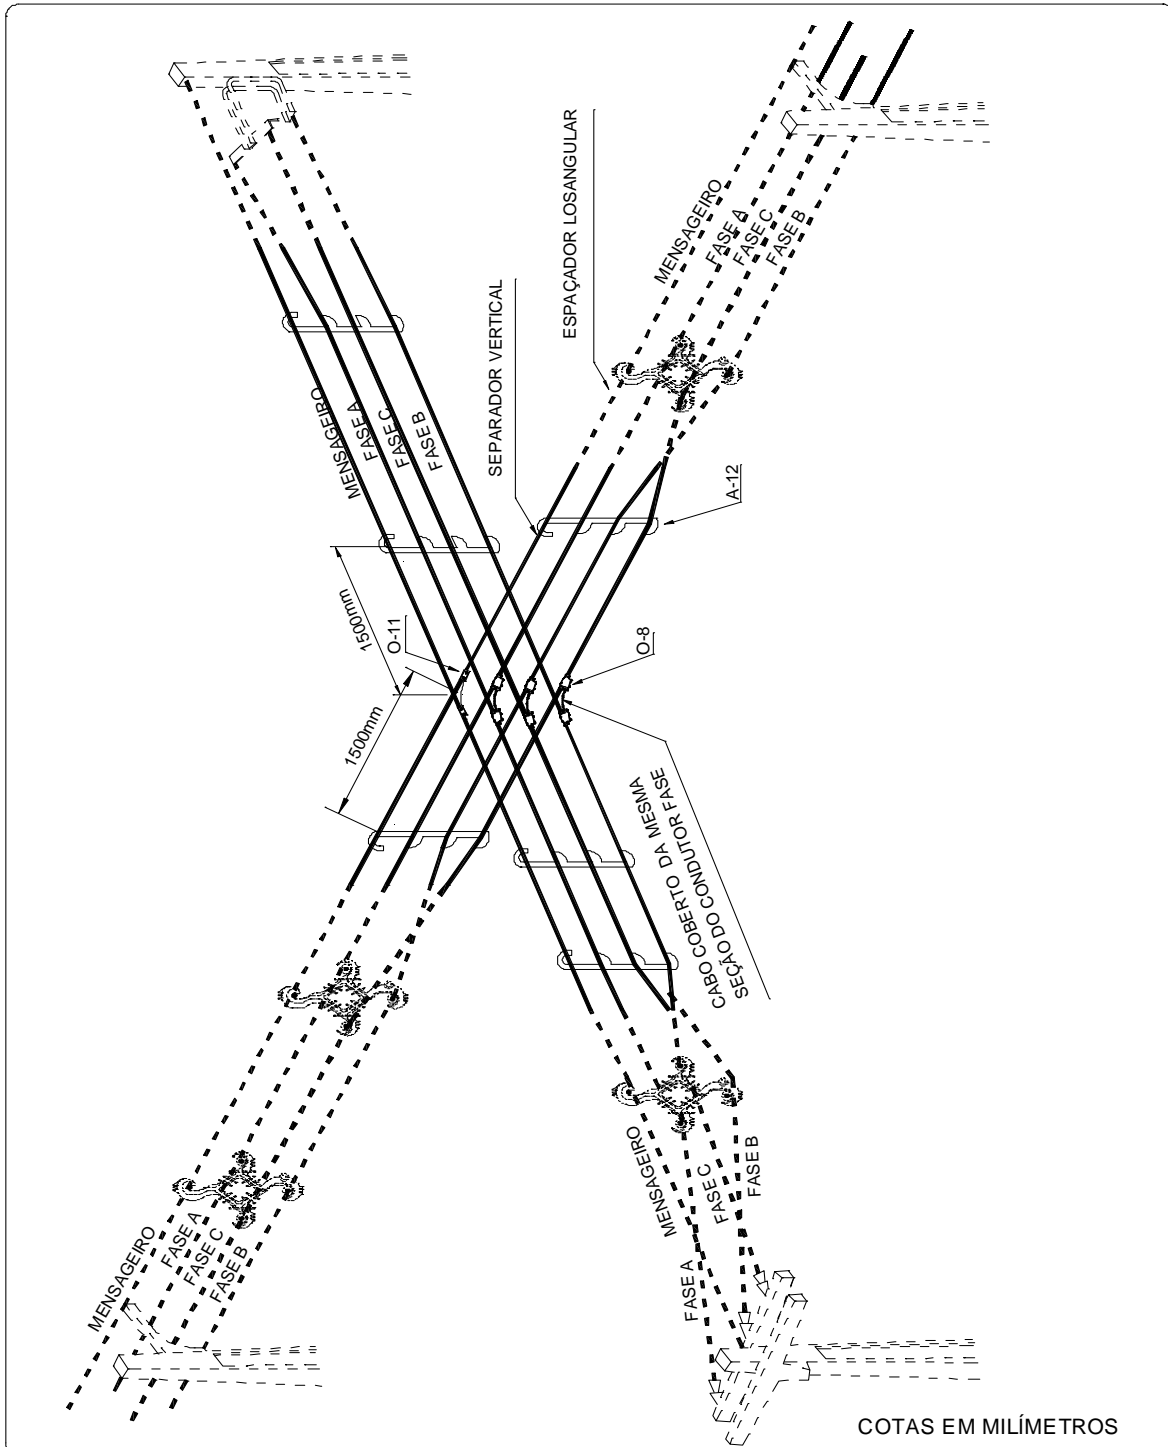 MENSAGEIRO
FASE A
FASE C
FASE B
ESPAÇADOR LOSANGULAR
SEPARADOR VERTICAL
MENSAGEIRO
FASE A
FASE C
FASE B
A-12
1500mm
O-11
1500mm
O-8
CABO COBERTO DA MESMA
SEÇÃO DO CONDUTOR FASE
MENSAGEIRO
FASE A
FASE C
FASE B
MENSAGEIRO
FASE A
FASE C
FASE B
COTAS EM MILÍMETROS